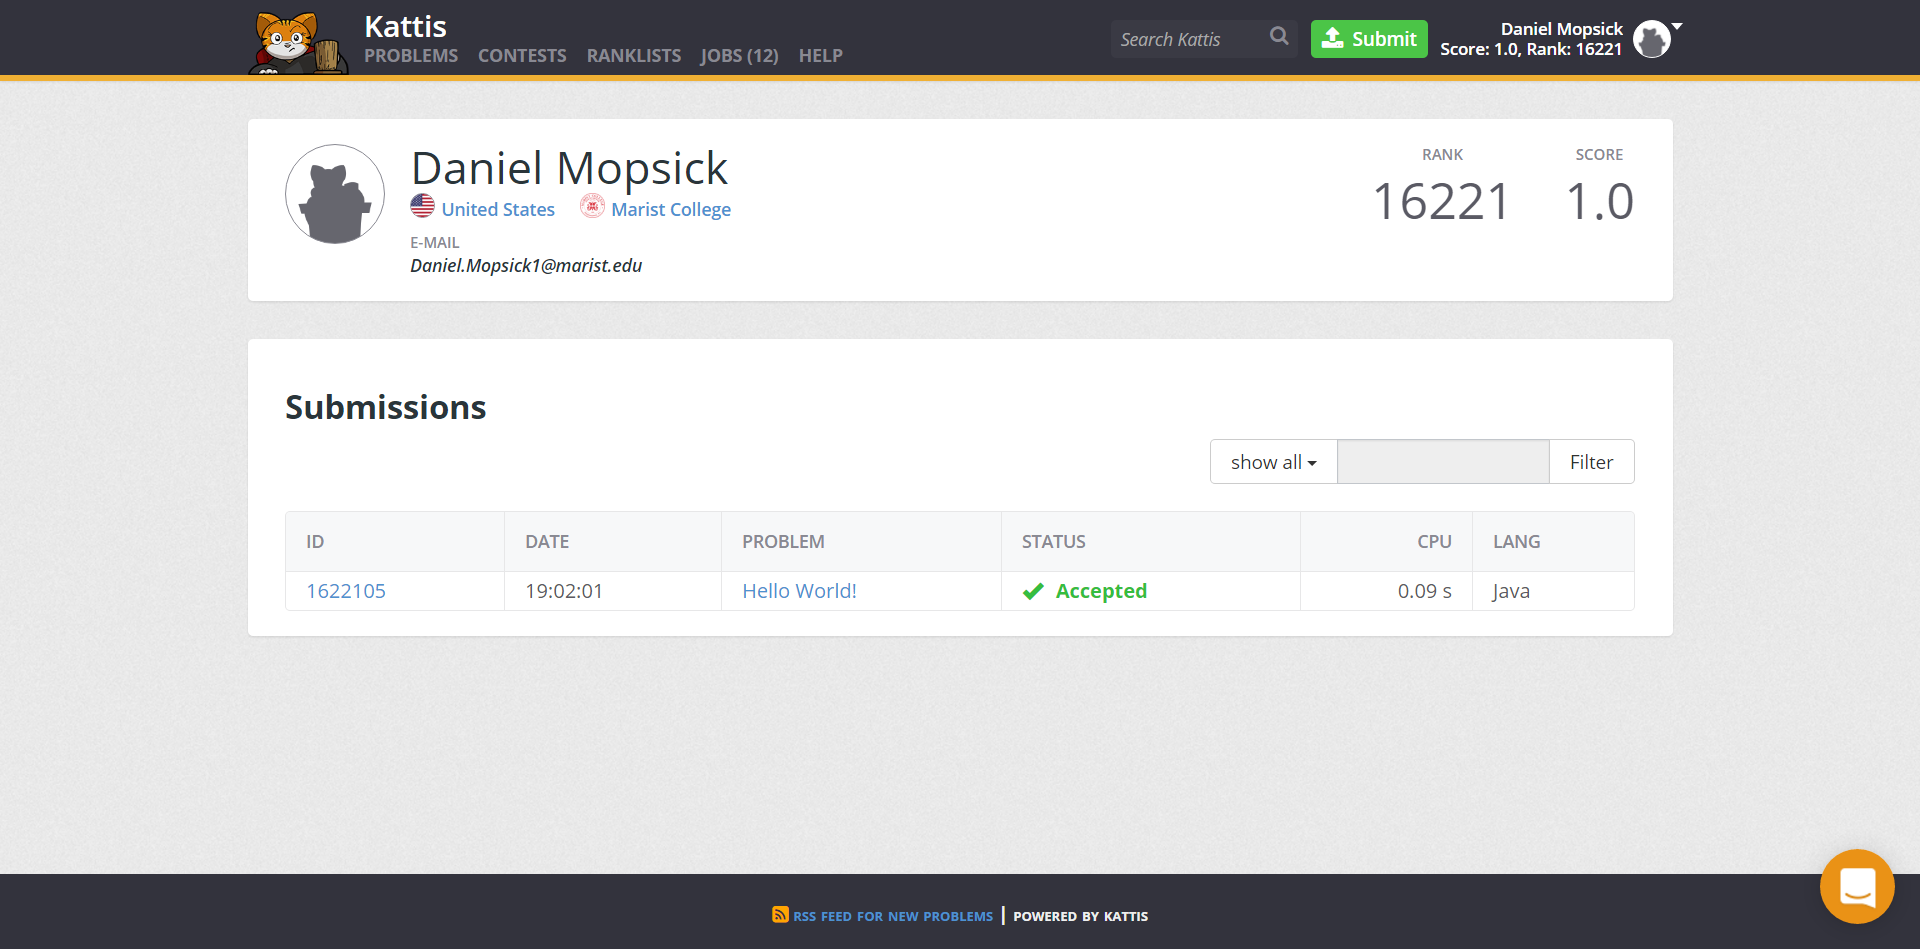 Kattis
PROBLEMS CONTESTS RANKLISTS JOBS (12) HELP
Search Kattis
Submit
Daniel Mopsick
Score: 1.0, Rank: 16221
Daniel Mopsick
United States Marist College
E-MAIL
Daniel.Mopsick1@marist.edu
RANK SCORE
16221 1.0
Submissions
show all Filter
ID DATE PROBLEM STATUS CPU LANG
1622105 19:02:01 Hello World! Accepted 0.09 s Java
RSS FEED FOR NEW PROBLEMS | POWERED BY KATTIS